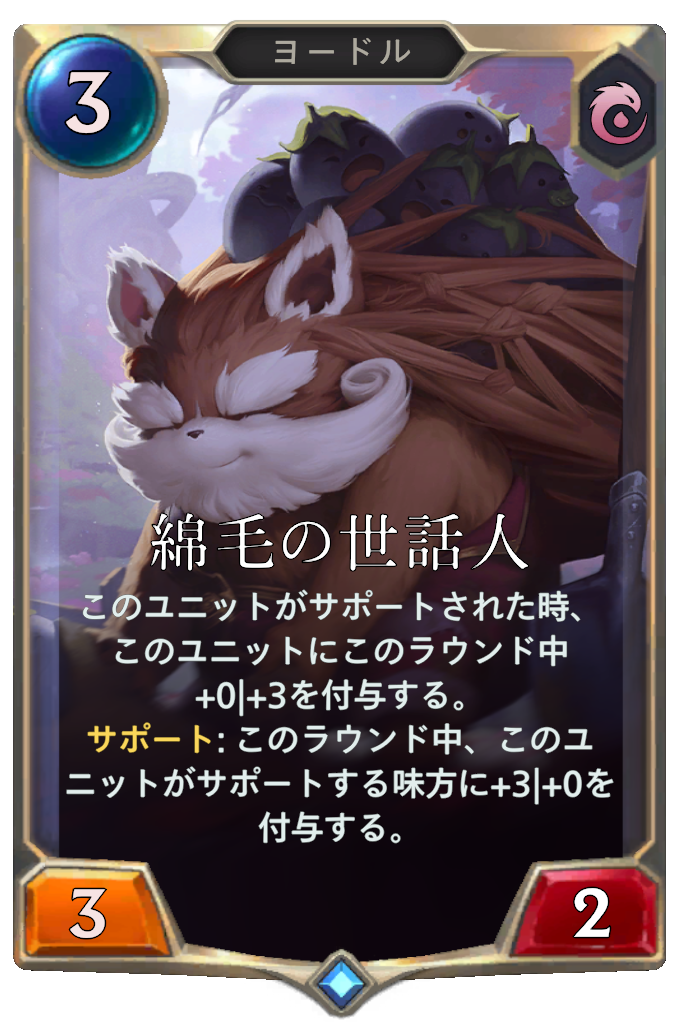 ヨードル
3
綿毛の世話人
このユニットがサポートされた時、
このユニットにこのラウンド中
+0|+3を付与する。
サポート: このラウンド中、このユ
ニットがサポートする味方に+3|+0を
付与する。
3
2